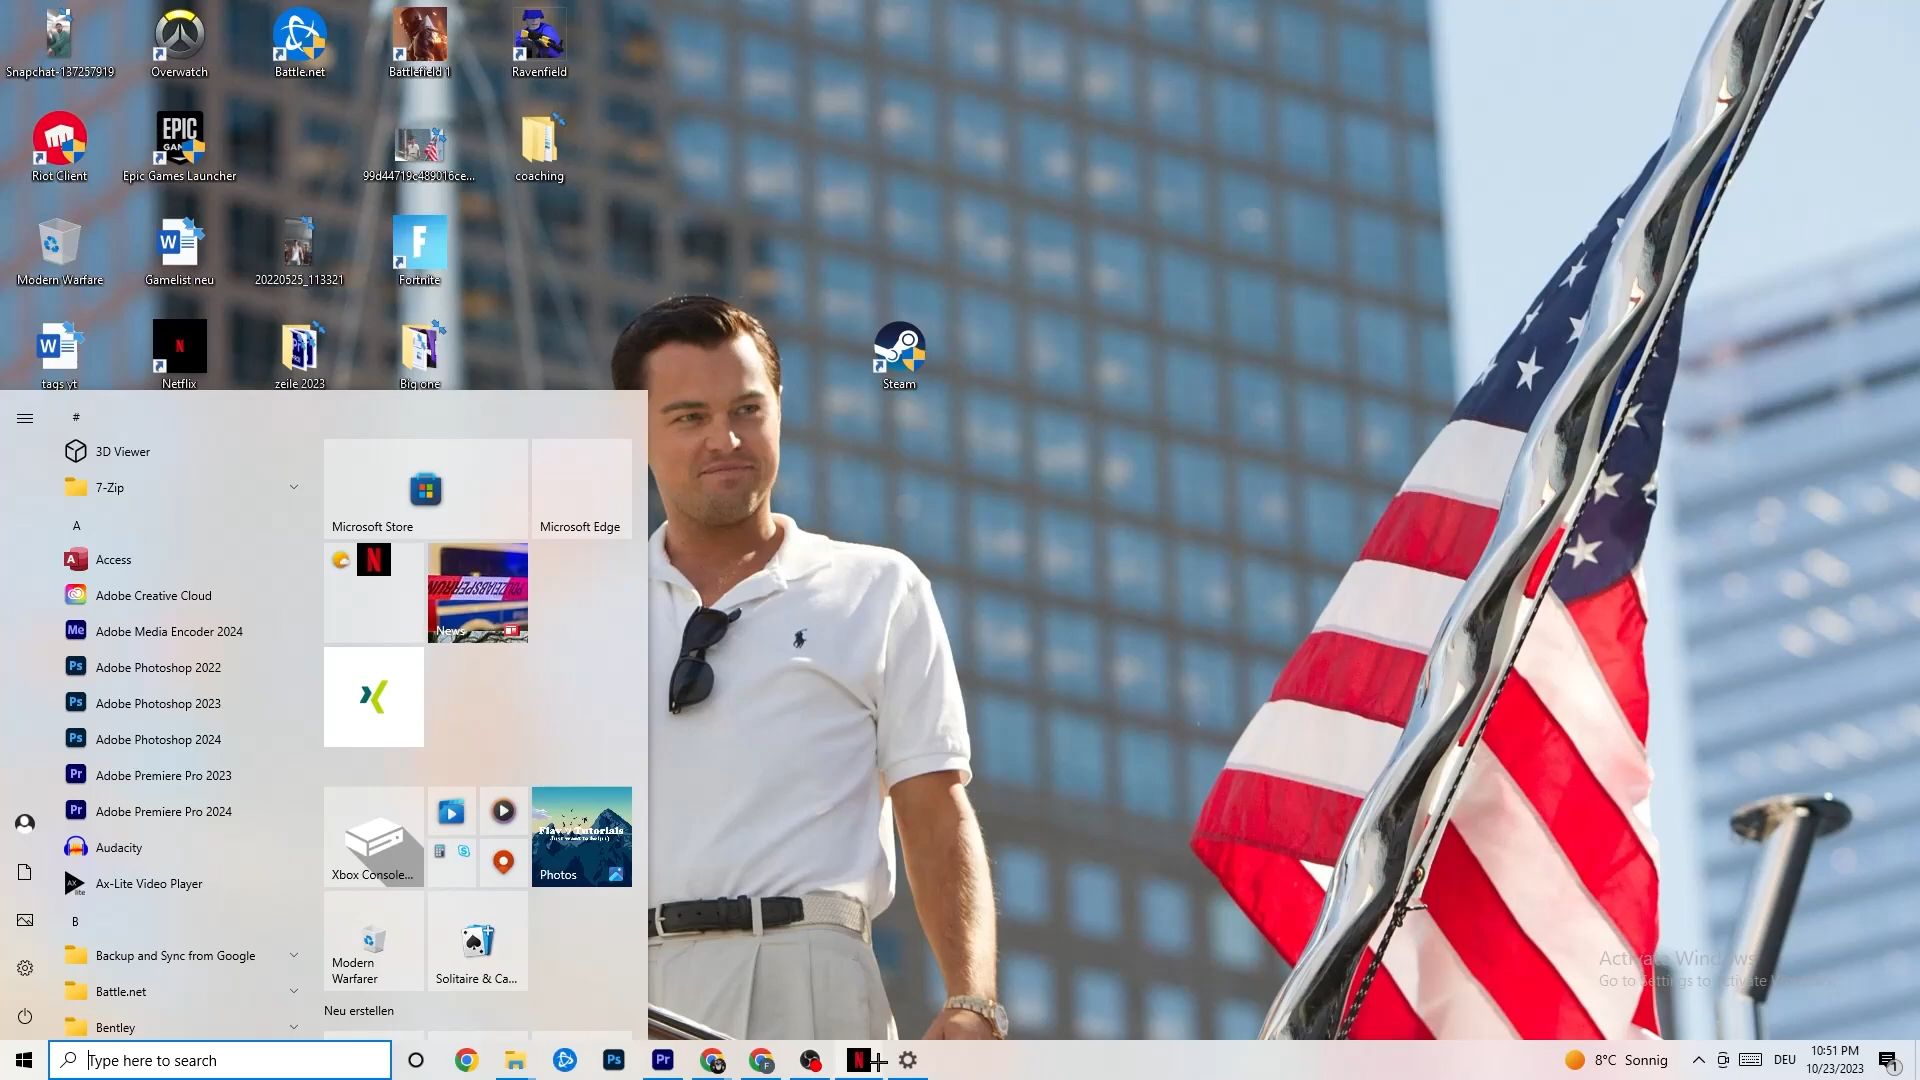 Snapchat-137257919
Overwatch
Battle.net
Battlefield 1
Ravenfield
EPIC
Riot Client
Epic Games Launcher
99d44719c489016ce...
coaching
Modern Warfare
Gamelist neu
20220525_113321
Fortnite
tags yt
Netflix
zeile 2023
Big one
Steam
#
3D Viewer
7-Zip
A
Access
Adobe Creative Cloud
Adobe Media Encoder 2024
Adobe Photoshop 2022
Adobe Photoshop 2023
Adobe Photoshop 2024
Adobe Premiere Pro 2023
Adobe Premiere Pro 2024
Audacity
Ax-Lite Video Player
B
Backup and Sync from Google
Battle.net
Bentley
Microsoft Store
Microsoft Edge
News
Xbox Console...
Photos
Modern
Warfarer
Solitaire & Ca...
Neu erstellen
Activate Windows
Go to Settings to activate
Type here to search
8°C Sonnig
DEU
10:51 PM
10/23/2023